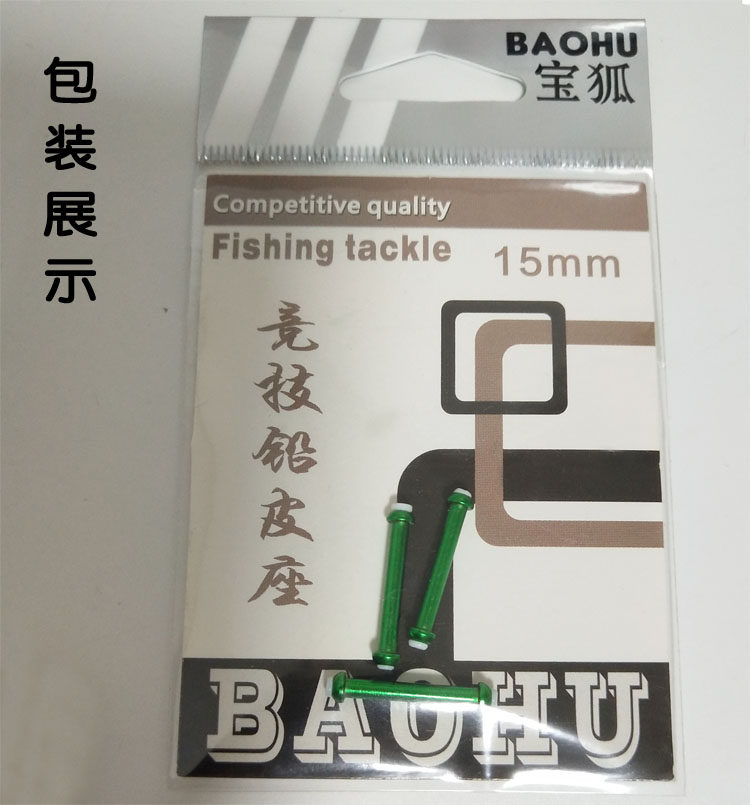 包装展示
BAOHU
宝狐
Competitive quality
Fishing tackle
15mm
竞技铅皮座
BAOHU